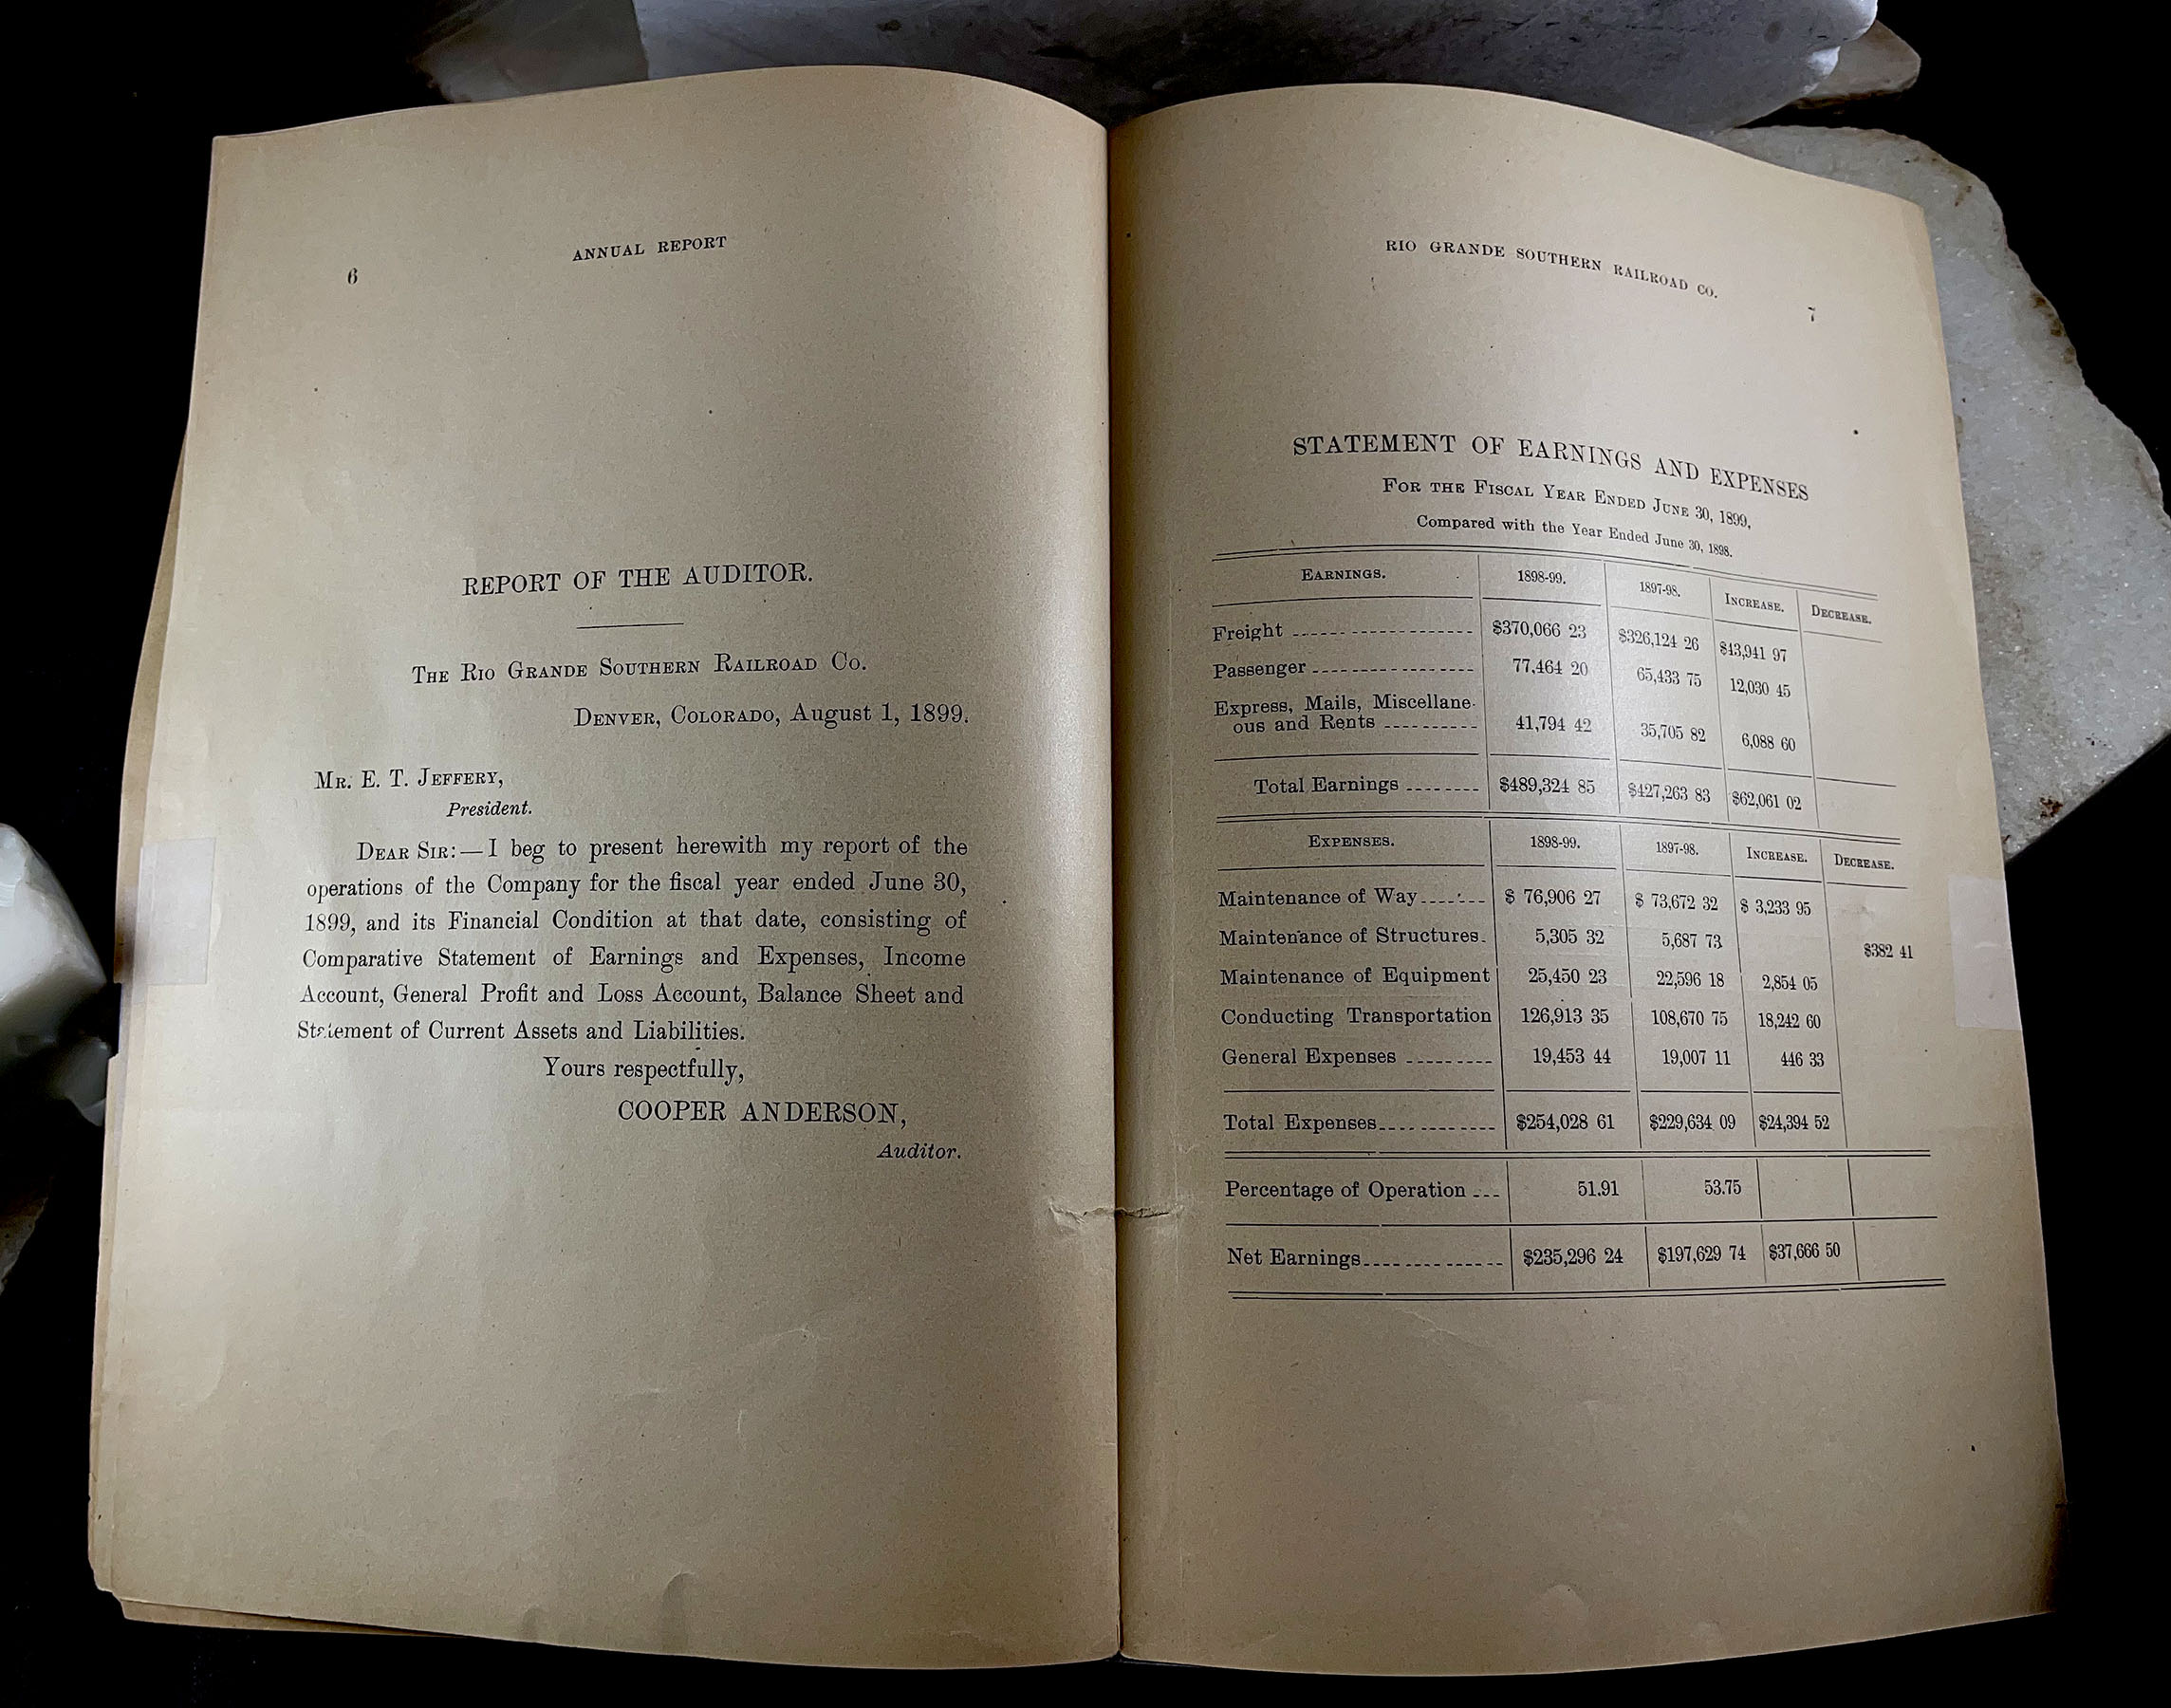 6
ANNUAL REPORT
REPORT OF THE AUDITOR.
THE RIO GRANDE SOUTHERN RAILROAD CO.
DENVER, COLORADO, August 1, 1899.
MR. E. T. JEFFERY,
President.
DEAR SIR:—I beg to present herewith my report of the
operations of the Company for the fiscal year ended June 30,
1899, and its Financial Condition at that date, consisting of
Comparative Statement of Earnings and Expenses, Income
Account, General Profit and Loss Account, Balance Sheet and
Statement of Current Assets and Liabilities.
Yours respectfully,
COOPER ANDERSON,
Auditor.
RIO GRANDE SOUTHERN RAILROAD CO.
7
STATEMENT OF EARNINGS AND EXPENSES
FOR THE FISCAL YEAR ENDED JUNE 30, 1899,
Compared with the Year Ended June 30, 1898.
EARNINGS. 1898-99. 1897-98. INCREASE. DECREASE.
Freight $370,066 23 $326,124 26 $43,941 97
Passenger 77,464 20 65,433 75 12,030 45
Express, Mails, Miscellane-
ous and Rents 41,794 42 35,705 82 6,088 60
Total Earnings $489,324 85 $427,263 83 $62,061 02
EXPENSES. 1898-99. 1897-98. INCREASE. DECREASE.
Maintenance of Way $ 76,906 27 $ 73,672 32 $ 3,233 95
Maintenance of Structures 5,305 32 5,687 73 $382 41
Maintenance of Equipment 25,450 23 22,596 18 2,854 05
Conducting Transportation 126,913 35 108,670 75 18,242 60
General Expenses 19,453 44 19,007 11 446 33
Total Expenses $254,028 61 $229,634 09 $24,394 52
Percentage of Operation 51.91 53.75
Net Earnings $235,296 24 $197,629 74 $37,666 50